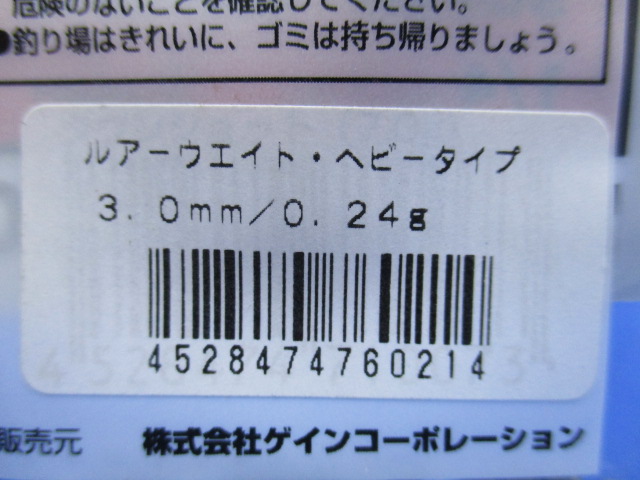 危険のないことを確認してください。
●釣り場はきれいに、ゴミは持ち帰りましょう。
ルアーウエイト・ヘビータイプ
3. 0mm/0. 24g
4528474760214
販売元 株式会社ゲインコーポレーション